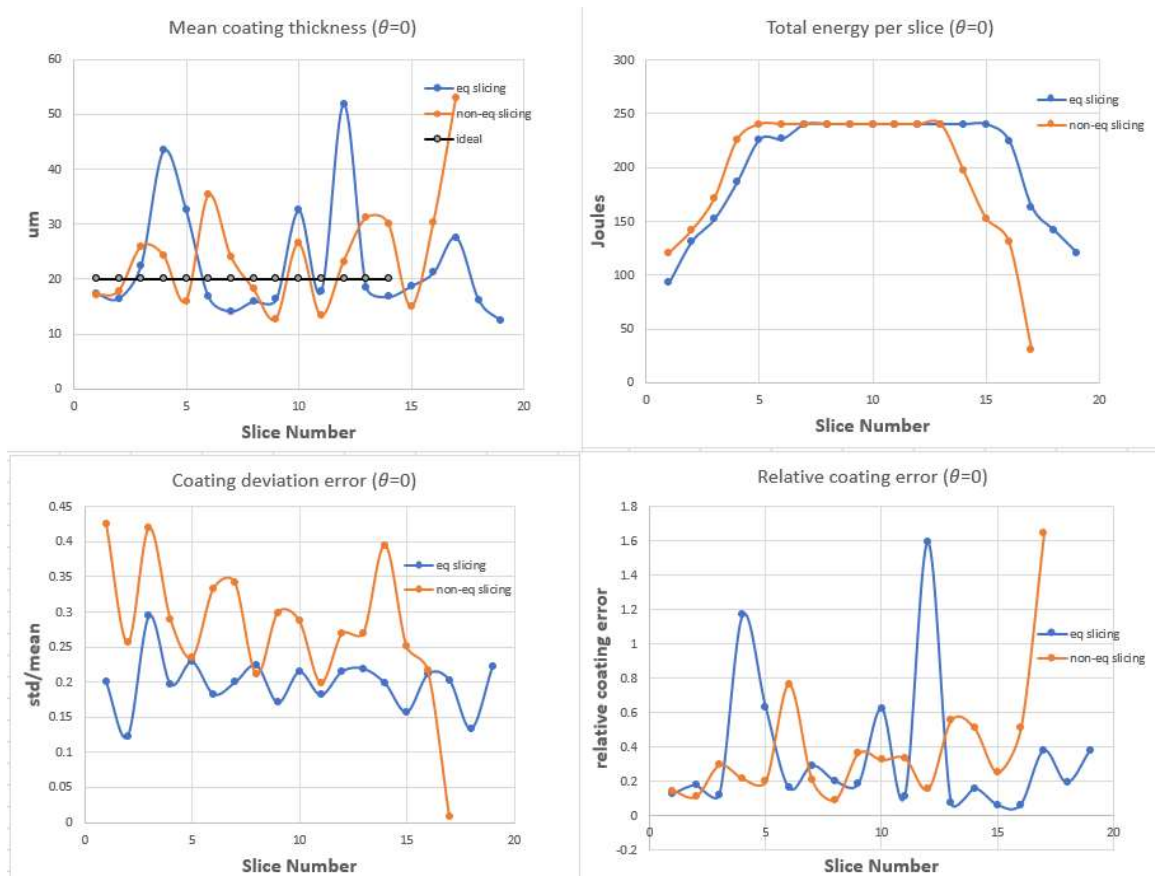 Mean coating thickness (θ=0)
60
50
40
30
20
10
0
um
0 5 10 15 20
Slice Number
eq slicing
non-eq slicing
ideal
Total energy per slice (θ=0)
300
250
200
150
100
50
0
Joules
0 5 10 15 20
Slice Number
eq slicing
non-eq slicing
Coating deviation error (θ=0)
0.45
0.4
0.35
0.3
0.25
0.2
0.15
0.1
0.05
0
std/mean
0 5 10 15 20
Slice Number
eq slicing
non-eq slicing
Relative coating error (θ=0)
1.8
1.6
1.4
1.2
1
0.8
0.6
0.4
0.2
0
-0.2
relative coating error
0 5 10 15 20
Slice Number
eq slicing
non-eq slicing